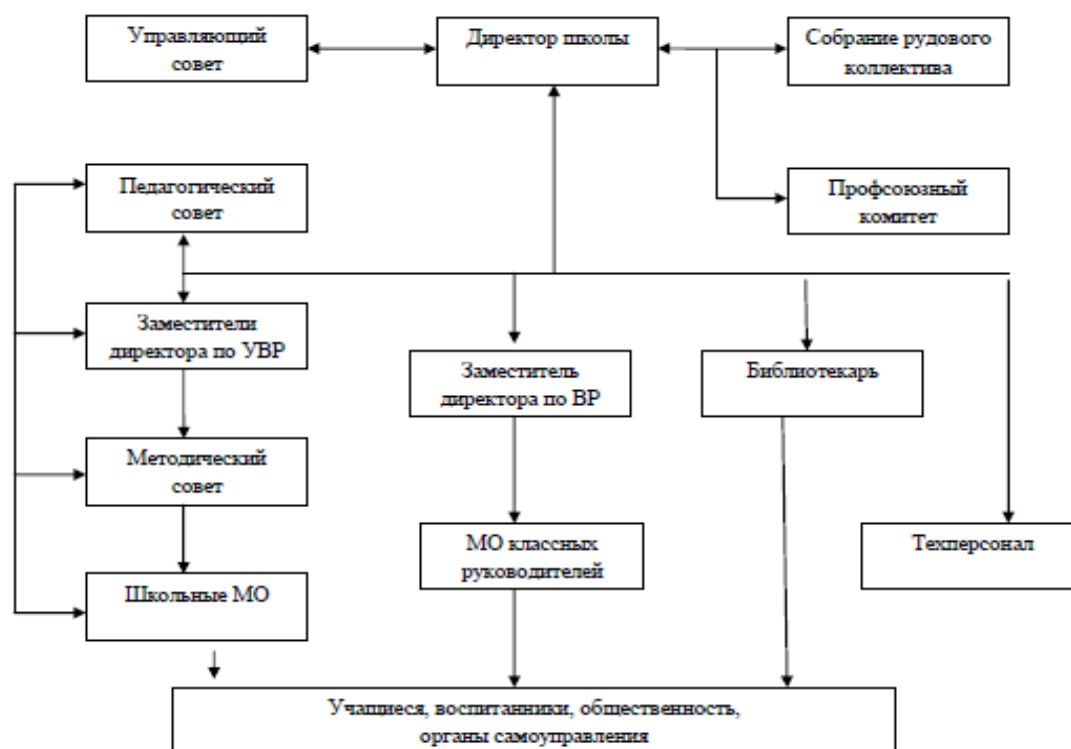 Управляющий
совет
Директор школы
Собрание рудового
коллектива
Педагогический
совет
Профсоюзный
комитет
Заместители
директора по УВР
Заместитель
директора по ВР
Библиотекарь
Методический
совет
МО классных
руководителей
Техперсонал
Школьные МО
Учащиеся, воспитанники, общественность,
органы самоуправления